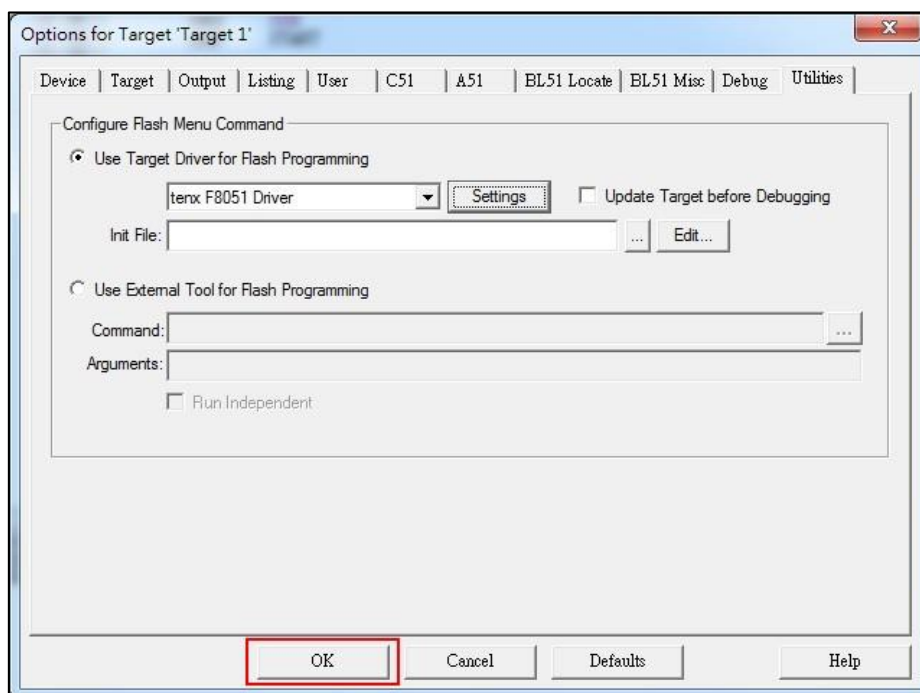 Options for Target 'Target 1'
Device Target Output Listing User C51 A51 BL51 Locate BL51 Misc Debug Utilities
Configure Flash Menu Command
Use Target Driver for Flash Programming
tenx F8051 Driver Settings Update Target before Debugging
Init File: ... Edit...
Use External Tool for Flash Programming
Command: ...
Arguments:
Run Independent
OK Cancel Defaults Help